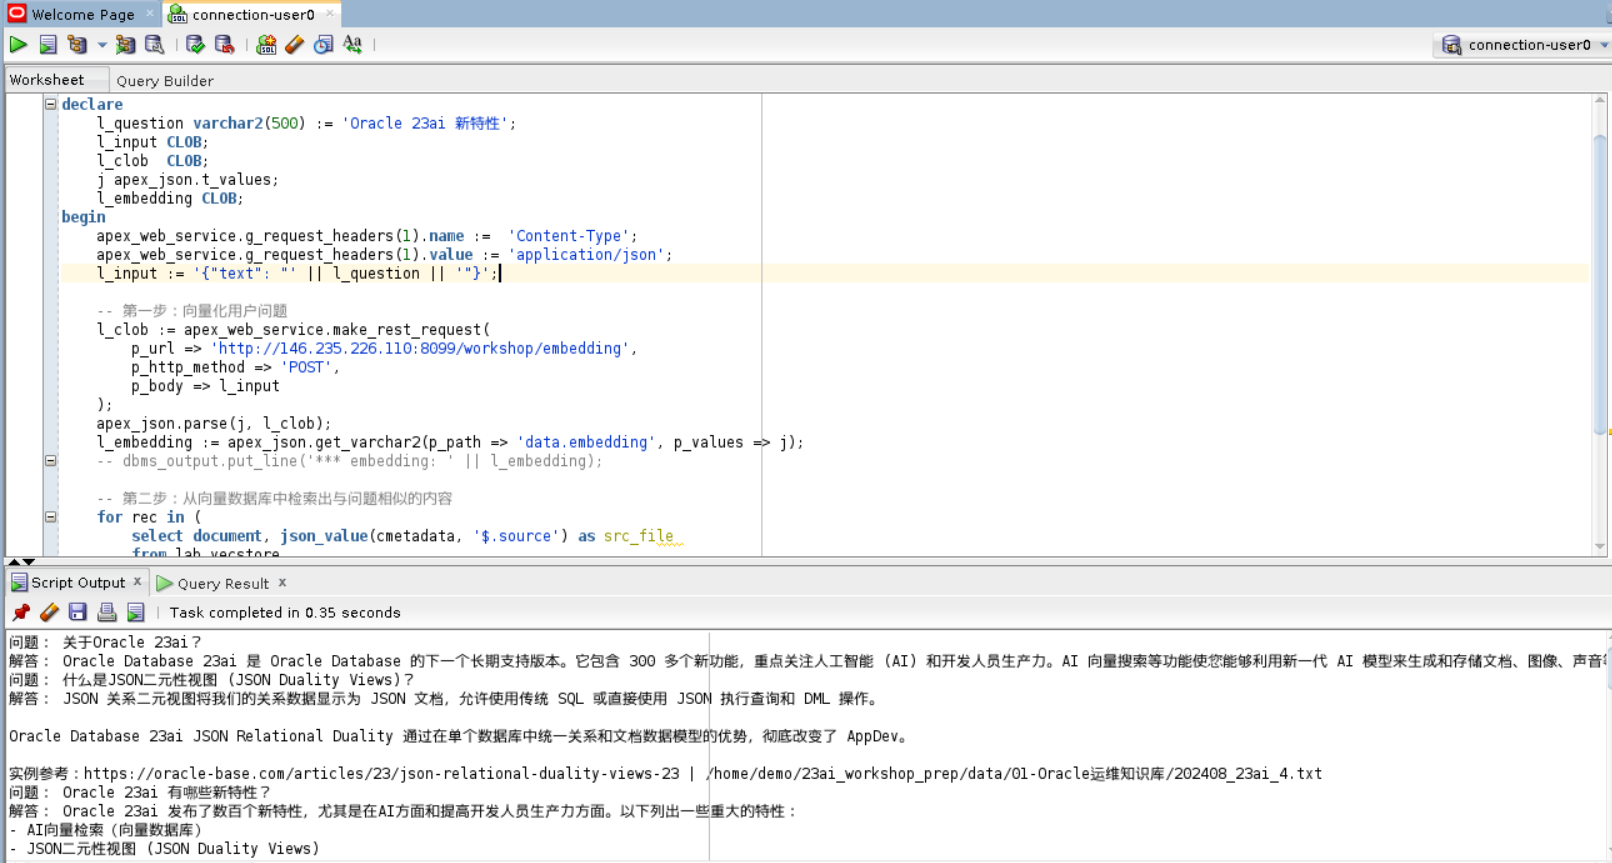 Welcome Page
connection-user0
connection-user0
Worksheet
Query Builder
declare
l_question varchar2(500) := 'Oracle 23ai 新特性';
l_input CLOB;
l_clob CLOB;
j apex_json.t_values;
l_embedding CLOB;
begin
apex_web_service.g_request_headers(1).name := 'Content-Type';
apex_web_service.g_request_headers(1).value := 'application/json';
l_input := '{"text": "' || l_question || '"}';
-- 第一步：向量化用户问题
l_clob := apex_web_service.make_rest_request(
p_url => 'http://146.235.226.110:8099/workshop/embedding',
p_http_method => 'POST',
p_body => l_input
);
apex_json.parse(j, l_clob);
l_embedding := apex_json.get_varchar2(p_path => 'data.embedding', p_values => j);
-- dbms_output.put_line('*** embedding: ' || l_embedding);
-- 第二步：从向量数据库中检索出与问题相似的内容
for rec in (
select document, json_value(cmetadata, '$.source') as src_file
from lab_vecstore
Script Output
Query Result
Task completed in 0.35 seconds
问题： 关于Oracle 23ai？
解答： Oracle Database 23ai 是 Oracle Database 的下一个长期支持版本。它包含 300 多个新功能，重点关注人工智能 (AI) 和开发人员生产力。AI 向量搜索等功能使您能够利用新一代 AI 模型来生成和存储文档、图像、声音
问题： 什么是JSON二元性视图 (JSON Duality Views)？
解答： JSON 关系二元视图将我们的关系数据显示为 JSON 文档，允许使用传统 SQL 或直接使用 JSON 执行查询和 DML 操作。
Oracle Database 23ai JSON Relational Duality 通过在单个数据库中统一关系和文档数据模型的优势，彻底改变了 AppDev。
实例参考：https://oracle-base.com/articles/23/json-relational-duality-views-23 | /home/demo/23ai_workshop_prep/data/01-Oracle运维知识库/202408_23ai_4.txt
问题： Oracle 23ai 有哪些新特性？
解答： Oracle 23ai 发布了数百个新特性，尤其是在AI方面和提高开发人员生产力方面。以下列出一些重大的特性：
- AI向量检索（向量数据库）
- JSON二元性视图 (JSON Duality Views)